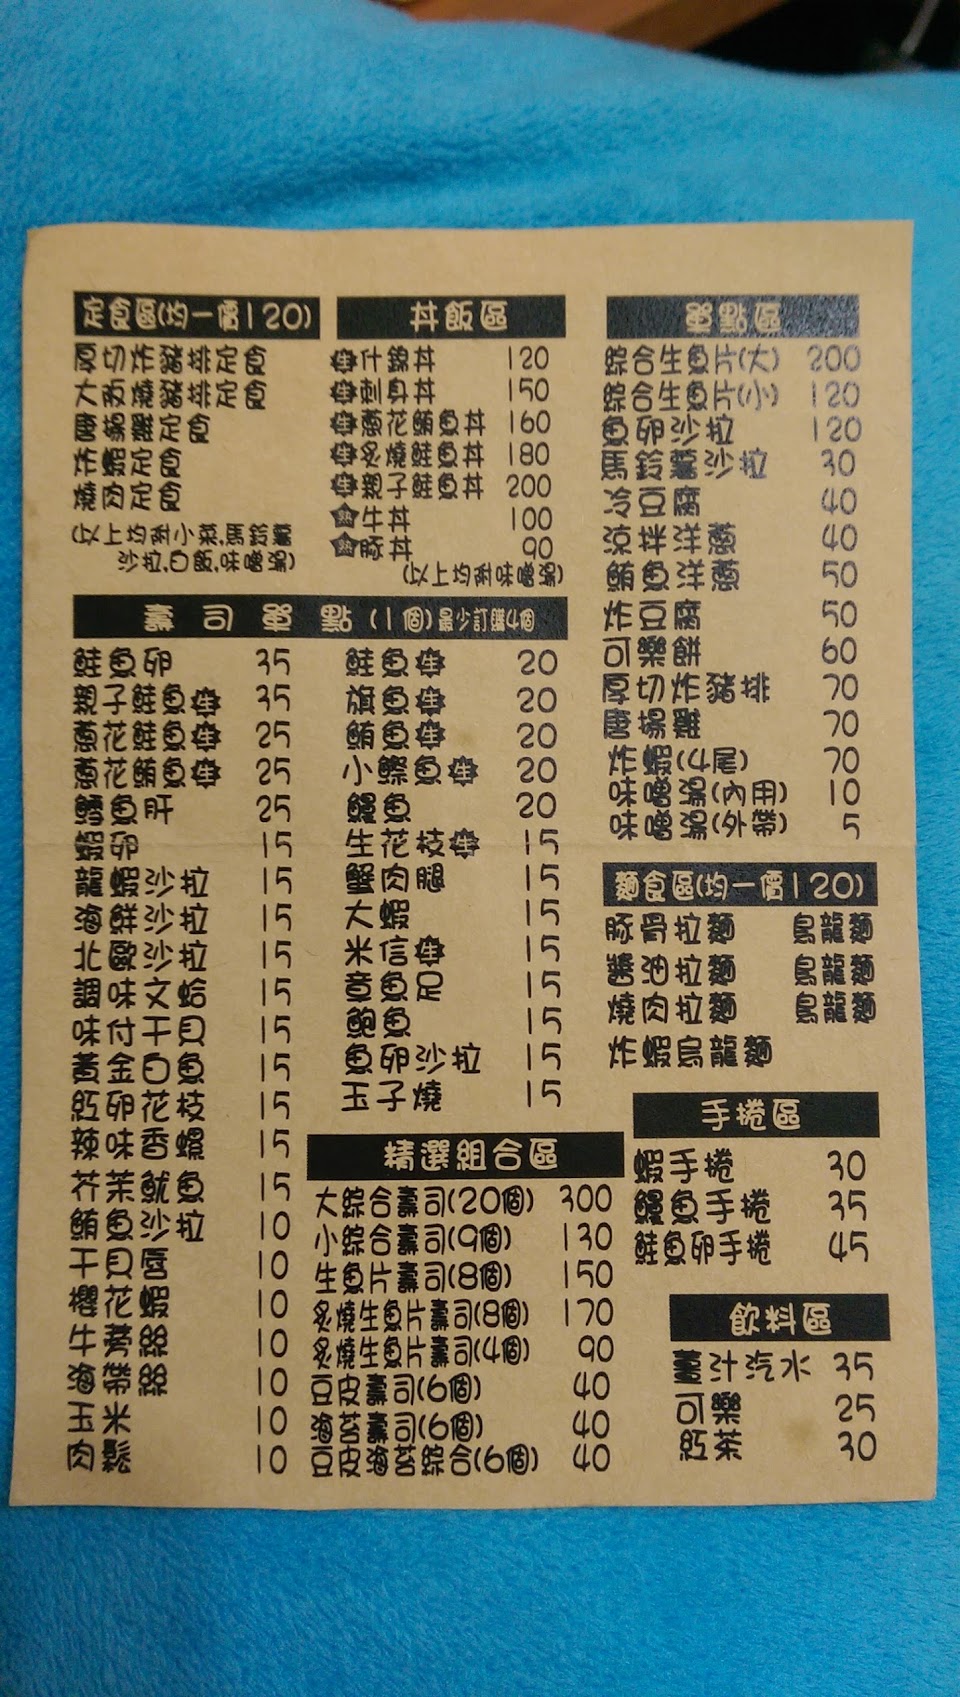 定食區(均一價120)
厚切炸豬排定食
大阪燒豬排定食
唐揚雞定食
炸蝦定食
燒肉定食
(以上均附小菜,馬鈴薯
沙拉,白飯,味噌湯)
丼飯區
生什錦丼 120
生刺身丼 150
生蔥花鮪魚丼 160
生炙燒鮭魚丼 180
生親子鮭魚丼 200
熟牛丼 100
熟豚丼 90
(以上均附味噌湯)
壽司單點(1個)最少訂購4個
鮭魚卵 35
親子鮭魚生 35
蔥花鮭魚生 25
蔥花鮪魚生 25
鱈魚肝 25
蝦卵 15
龍蝦沙拉 15
海鮮沙拉 15
北歐沙拉 15
調味文蛤 15
味付干貝 15
黃金白魚 15
紅卵花枝 15
辣味香螺 15
芥茉魷魚 15
鮪魚沙拉 10
干貝唇 10
櫻花蝦 10
牛蒡絲 10
海帶絲 10
玉米 10
肉鬆 10
鮭魚生 20
旗魚生 20
鮪魚生 20
小鰶魚生 20
鰻魚 20
生花枝生 15
蟹肉腿 15
大蝦 15
米信生 15
章魚足 15
鮑魚 15
魚卵沙拉 15
玉子燒 15
精選組合區
大綜合壽司(20個) 300
小綜合壽司(9個) 130
生魚片壽司(8個) 150
炙燒生魚片壽司(8個) 170
炙燒生魚片壽司(4個) 90
豆皮壽司(6個) 40
海苔壽司(6個) 40
豆皮海苔綜合(6個) 40
單點區
綜合生魚片(大) 200
綜合生魚片(小) 120
魚卵沙拉 120
馬鈴薯沙拉 30
冷豆腐 40
涼拌洋蔥 40
鮪魚洋蔥 50
炸豆腐 50
可樂餅 60
厚切炸豬排 70
唐揚雞 70
炸蝦(4尾) 70
味噌湯(內用) 10
味噌湯(外帶) 5
麵食區(均一價120)
豚骨拉麵 烏龍麵
醬油拉麵 烏龍麵
燒肉拉麵 烏龍麵
炸蝦烏龍麵
手捲區
蝦手捲 30
鰻魚手捲 35
鮭魚卵手捲 45
飲料區
薑汁汽水 35
可樂 25
紅茶 30